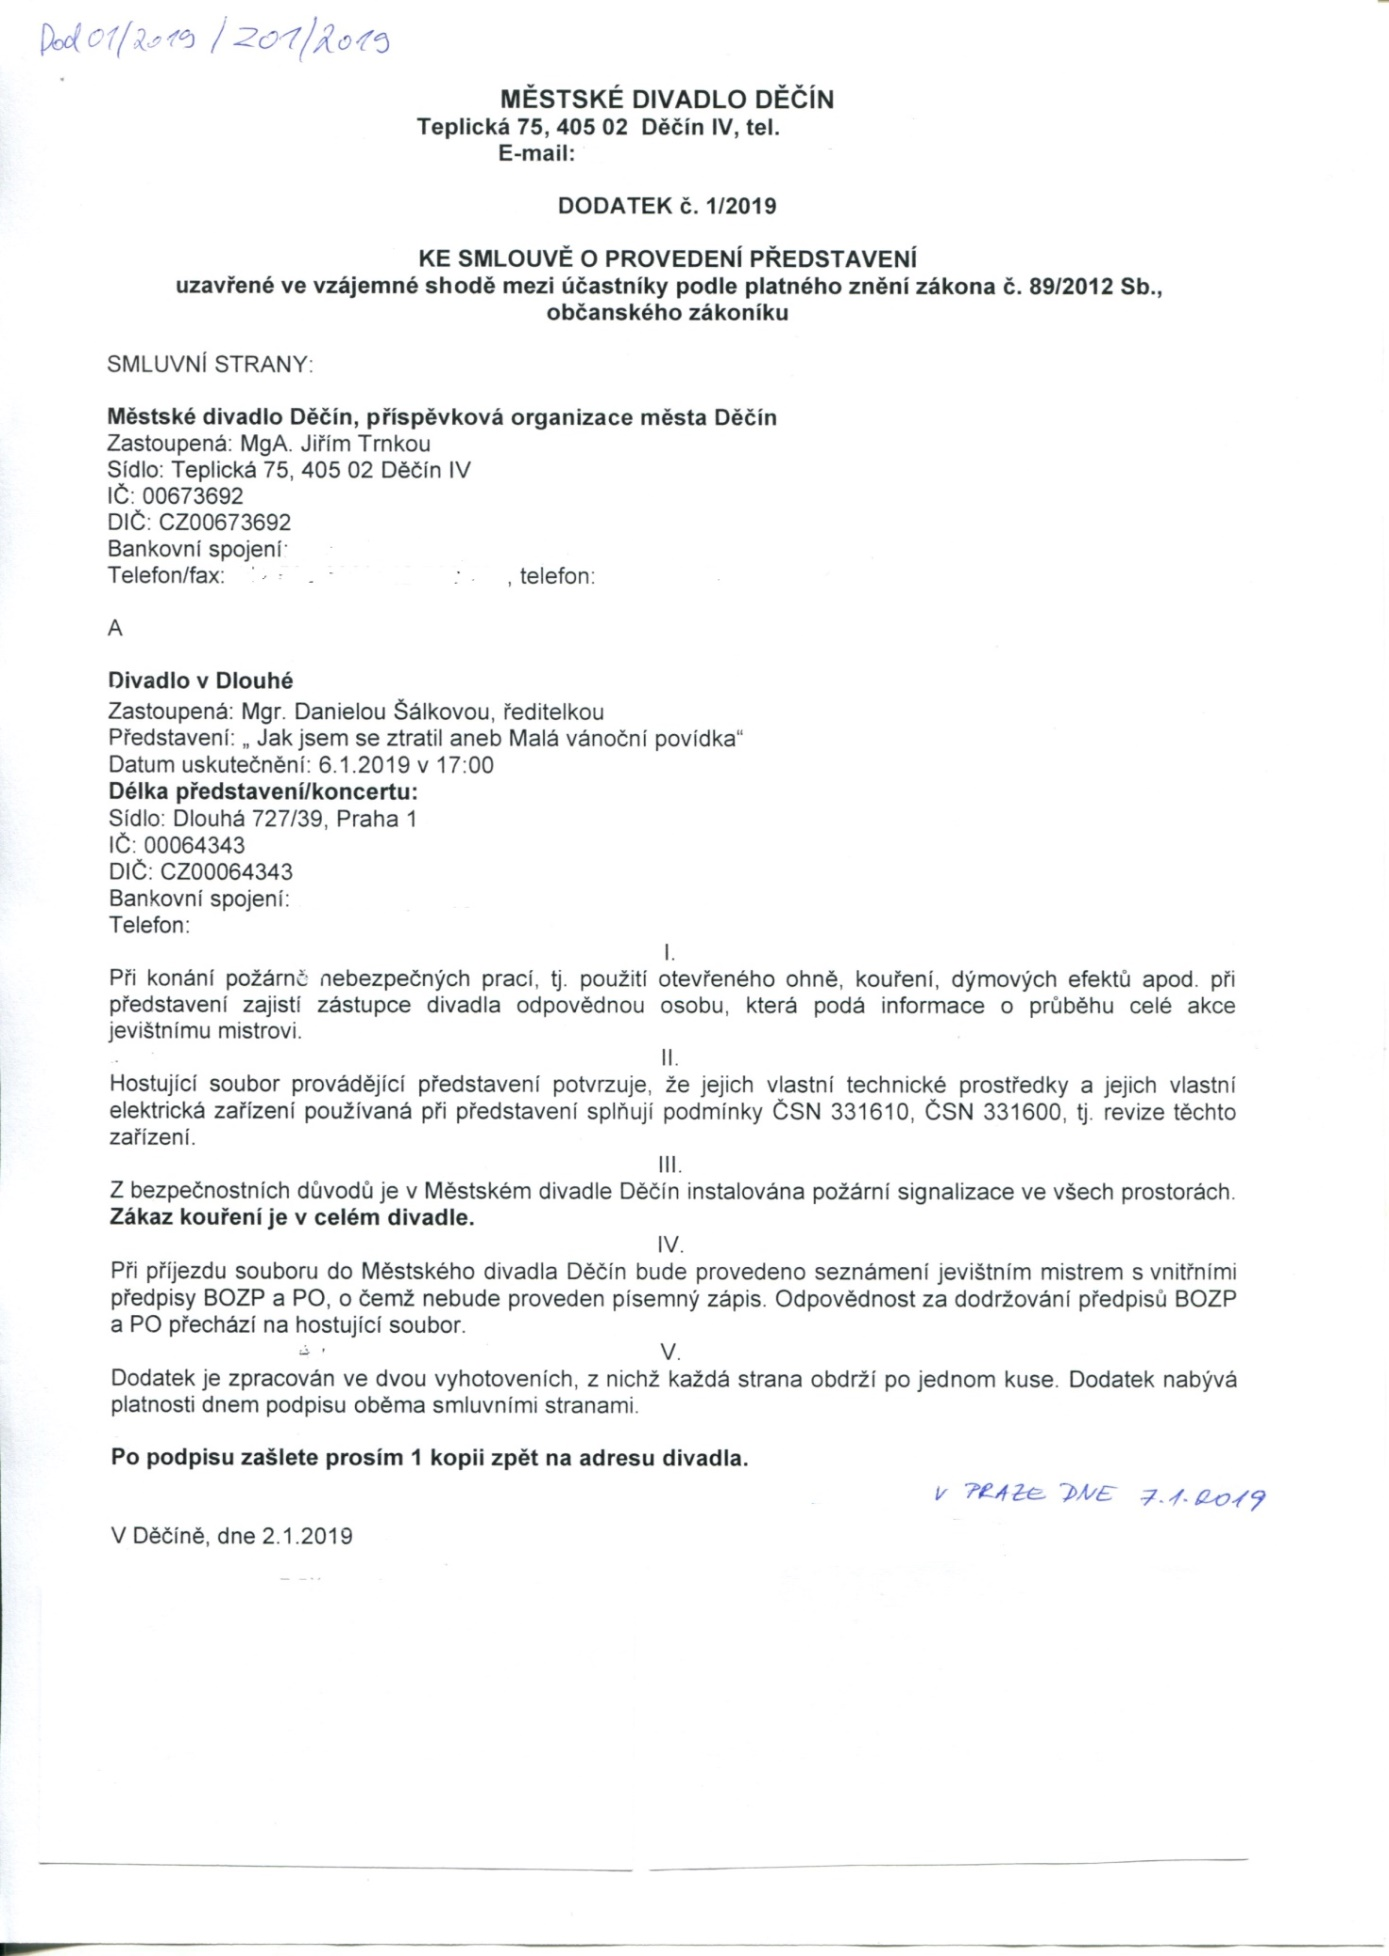 Dod 01/2019 / Z01/2019
MĚSTSKÉ DIVADLO DĚČÍN
Teplická 75, 405 02 Děčín IV, tel.
E-mail:
DODATEK č. 1/2019
KE SMLOUVĚ O PROVEDENÍ PŘEDSTAVENÍ
uzavřené ve vzájemné shodě mezi účastníky podle platného znění zákona č. 89/2012 Sb.,
občanského zákoníku
SMLUVNÍ STRANY:
Městské divadlo Děčín, příspěvková organizace města Děčín
Zastoupená: MgA. Jiřím Trnkou
Sídlo: Teplická 75, 405 02 Děčín IV
IČ: 00673692
DIČ: CZ00673692
Bankovní spojení:
Telefon/fax: , telefon:
A
Divadlo v Dlouhé
Zastoupená: Mgr. Danielou Šálkovou, ředitelkou
Představení: „ Jak jsem se ztratil aneb Malá vánoční povídka“
Datum uskutečnění: 6.1.2019 v 17:00
Délka představení/koncertu:
Sídlo: Dlouhá 727/39, Praha 1
IČ: 00064343
DIČ: CZ00064343
Bankovní spojení:
Telefon:
I.
Při konání požárně nebezpečných prací, tj. použití otevřeného ohně, kouření, dýmových efektů apod. při
představení zajistí zástupce divadla odpovědnou osobu, která podá informace o průběhu celé akce
jevištnímu mistrovi.
II.
Hostující soubor provádějící představení potvrzuje, že jejich vlastní technické prostředky a jejich vlastní
elektrická zařízení používaná při představení splňují podmínky ČSN 331610, ČSN 331600, tj. revize těchto
zařízení.
III.
Z bezpečnostních důvodů je v Městském divadle Děčín instalována požární signalizace ve všech prostorách.
Zákaz kouření je v celém divadle.
IV.
Při příjezdu souboru do Městského divadla Děčín bude provedeno seznámení jevištním mistrem s vnitřními
předpisy BOZP a PO, o čemž nebude proveden písemný zápis. Odpovědnost za dodržování předpisů BOZP
a PO přechází na hostující soubor.
V.
Dodatek je zpracován ve dvou vyhotoveních, z nichž každá strana obdrží po jednom kuse. Dodatek nabývá
platnosti dnem podpisu oběma smluvními stranami.
Po podpisu zašlete prosím 1 kopii zpět na adresu divadla.
V PRAZE DNE 7.1.2019
V Děčíně, dne 2.1.2019